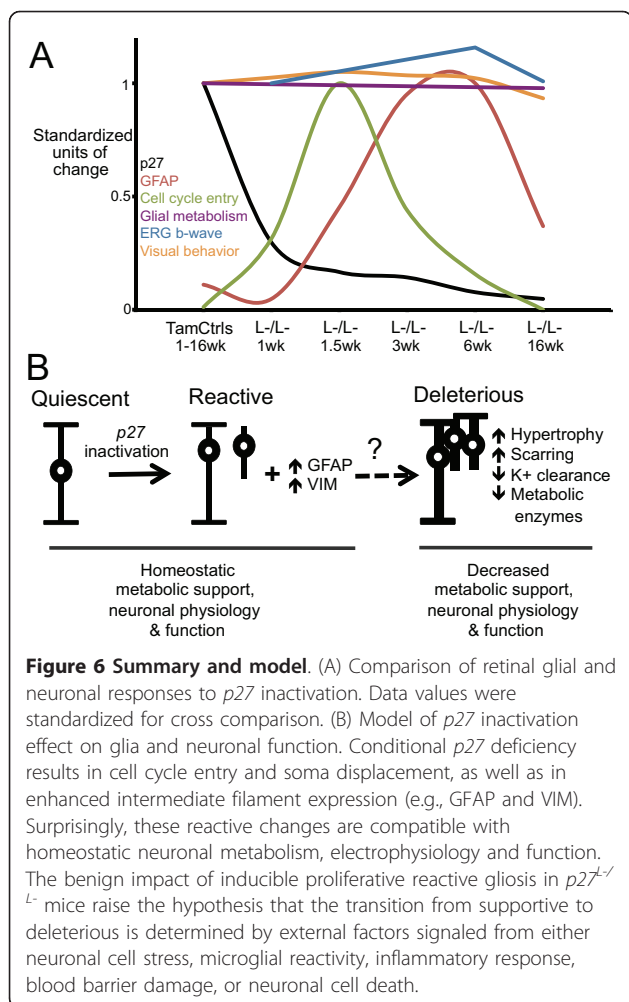 A
1
Standardized
units of
change
0.5
0
p27
GFAP
Cell cycle entry
Glial metabolism
ERG b-wave
Visual behavior
TamCtrls L-/L- L-/L- L-/L- L-/L- L-/L-
1-16wk 1wk 1.5wk 3wk 6wk 16wk
B
Quiescent Reactive Deleterious
p27
inactivation
+ GFAP
VIM
?
Hypertrophy
Scarring
K+ clearance
Metabolic
enzymes
Homeostatic
metabolic support,
neuronal physiology
& function
Decreased
metabolic support,
neuronal physiology
& function
Figure 6 Summary and model. (A) Comparison of retinal glial and
neuronal responses to p27 inactivation. Data values were
standardized for cross comparison. (B) Model of p27 inactivation
effect on glia and neuronal function. Conditional p27 deficiency
results in cell cycle entry and soma displacement, as well as in
enhanced intermediate filament expression (e.g., GFAP and VIM).
Surprisingly, these reactive changes are compatible with
homeostatic neuronal metabolism, electrophysiology and function.
The benign impact of inducible proliferative reactive gliosis in p27L-/
L- mice raise the hypothesis that the transition from supportive to
deleterious is determined by external factors signaled from either
neuronal cell stress, microglial reactivity, inflammatory response,
blood barrier damage, or neuronal cell death.